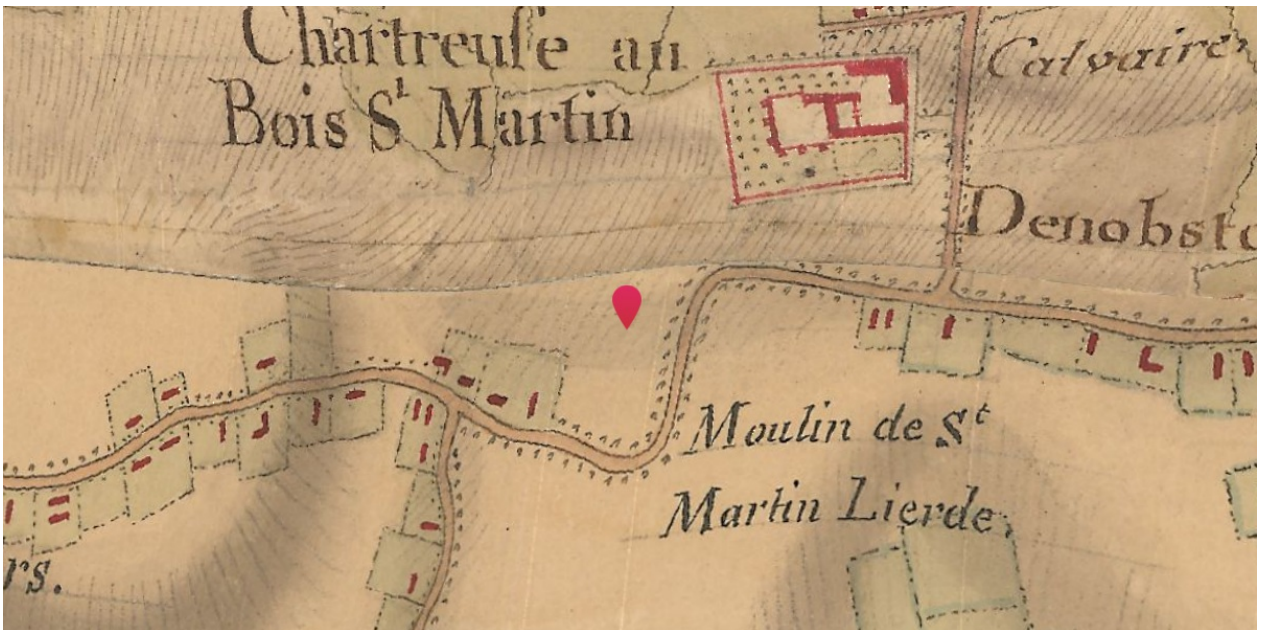 Chartreuſe au
Bois Sᵗ Martin
Calvaire
Denobst
Moulin de Sᵗ
Martin Lierde,
rs.